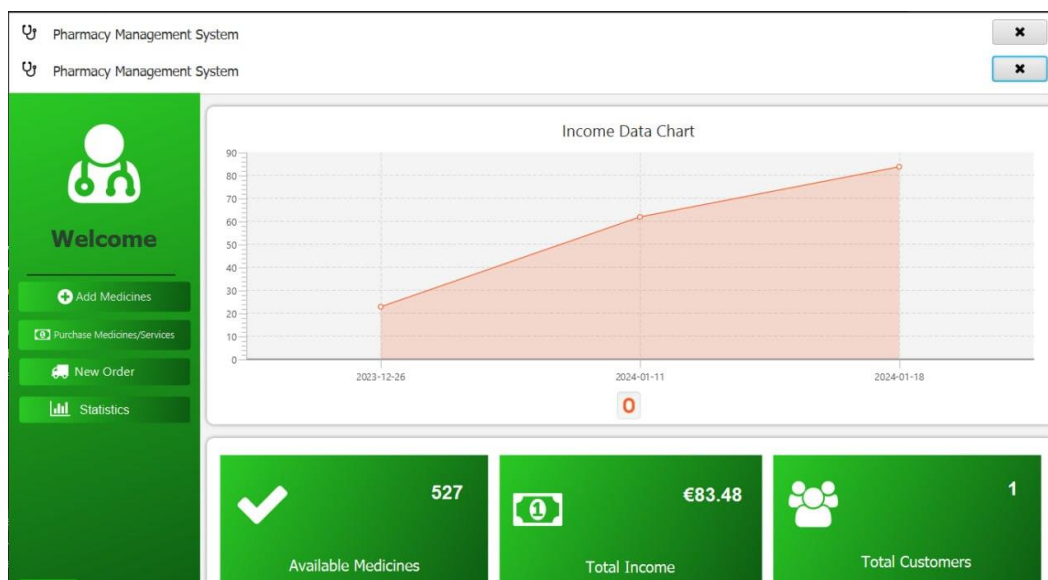 Pharmacy Management System
Pharmacy Management System
Welcome
Add Medicines
Purchase Medicines/Services
New Order
Statistics
Income Data Chart
90
80
70
60
50
40
30
20
10
0
2023-12-26 2024-01-11 2024-01-18
527
Available Medicines
1
€83.48
Total Income
1
Total Customers